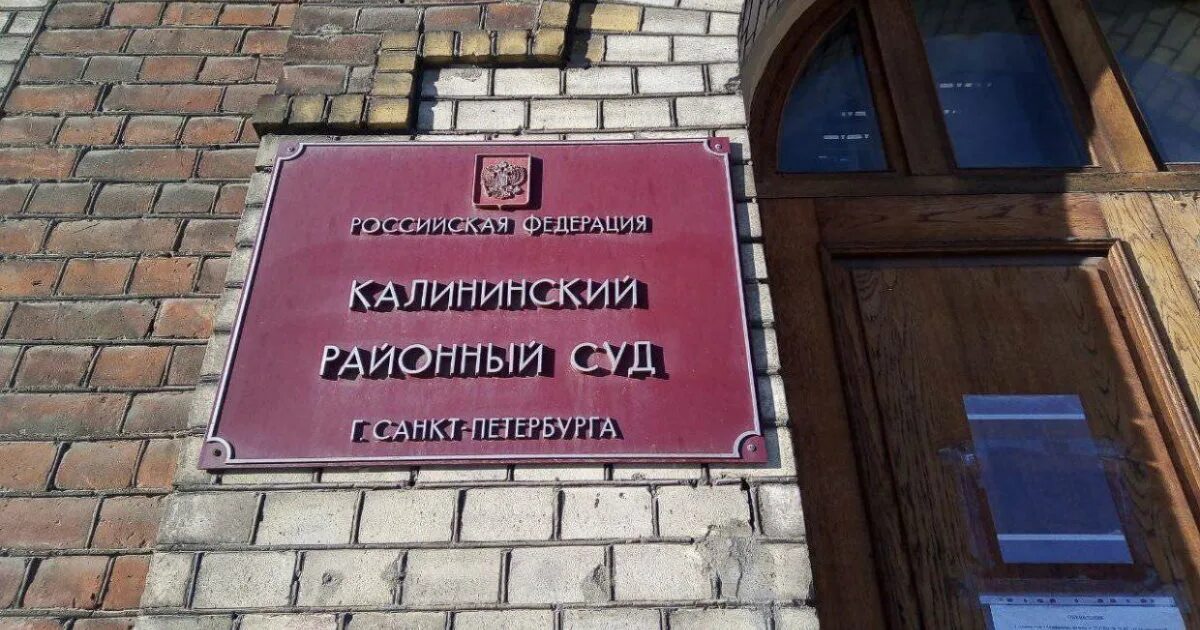 РОССИЙСКАЯ ФЕДЕРАЦИЯ
КАЛИНИНСКИЙ
РАЙОННЫЙ СУД
Г. САНКТ-ПЕТЕРБУРГА